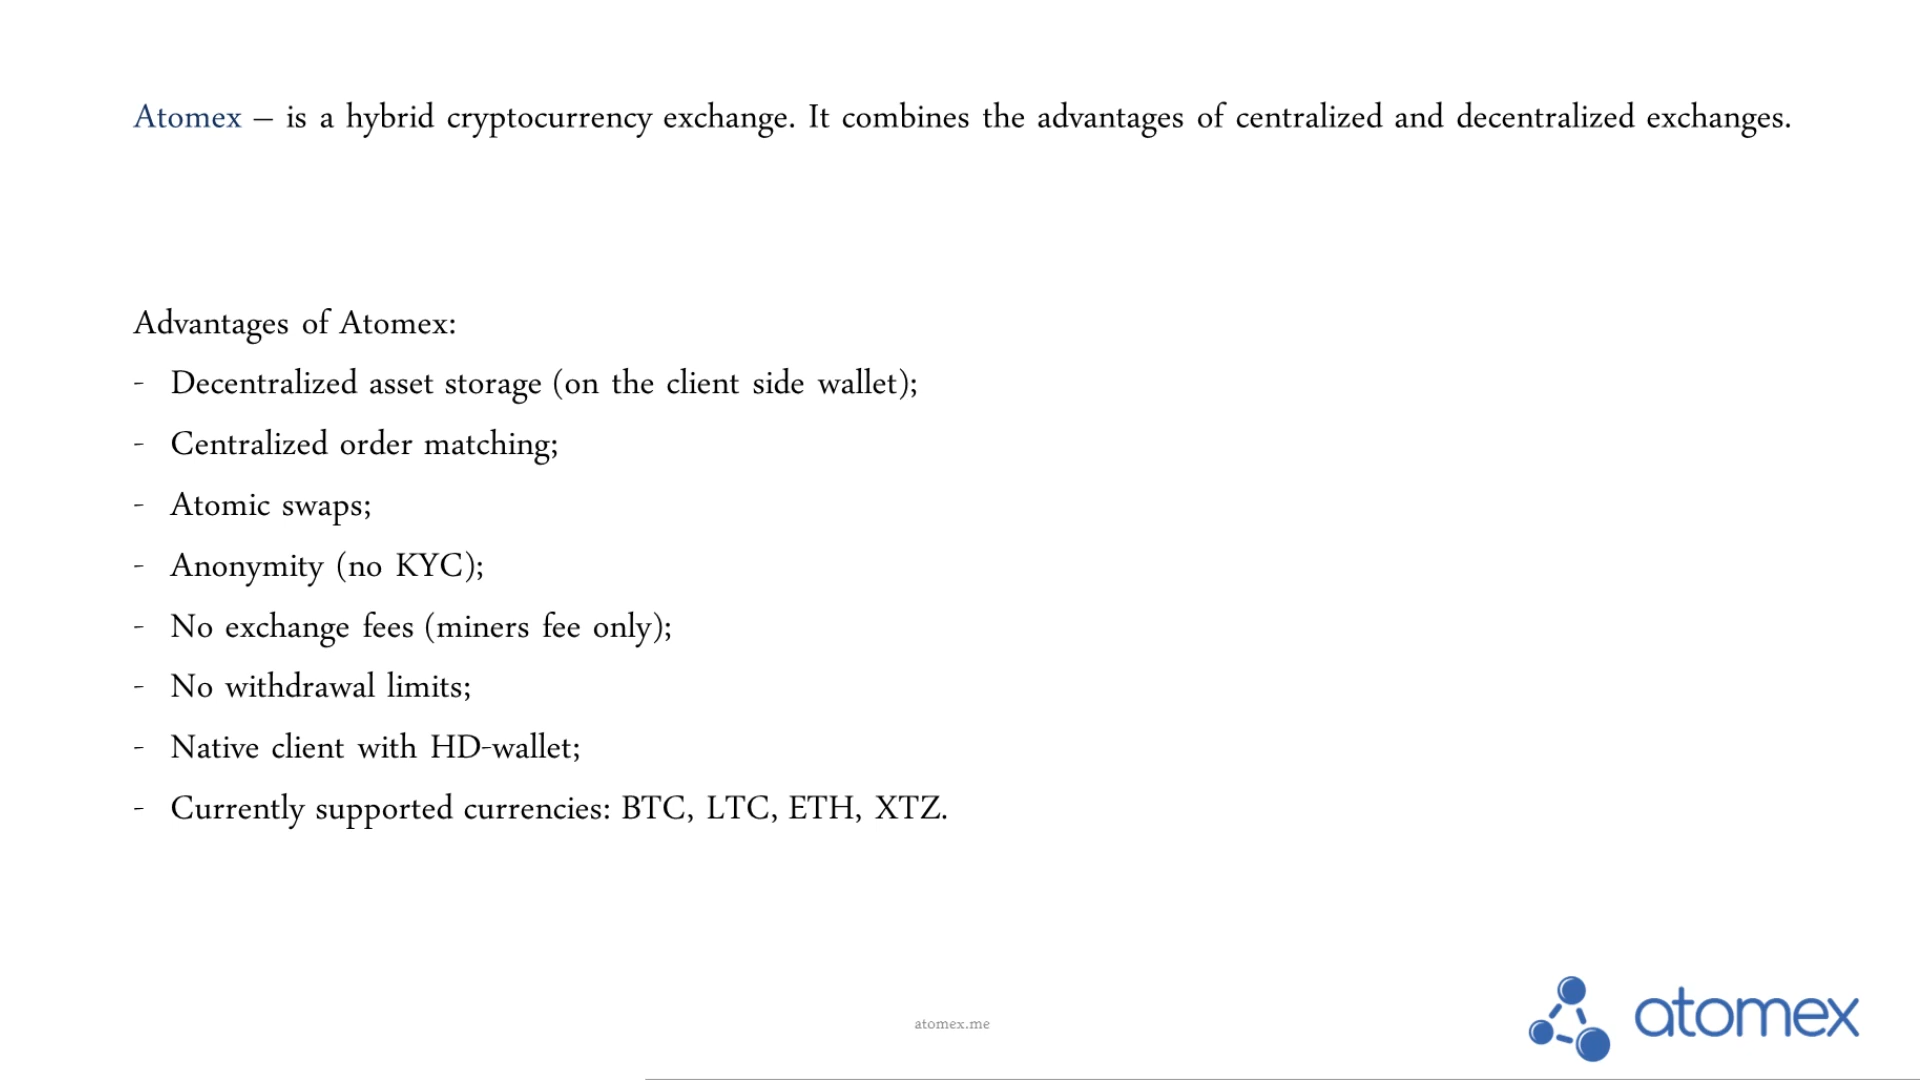 Atomex – is a hybrid cryptocurrency exchange. It combines the advantages of centralized and decentralized exchanges.
Advantages of Atomex:
- Decentralized asset storage (on the client side wallet);
- Centralized order matching;
- Atomic swaps;
- Anonymity (no KYC);
- No exchange fees (miners fee only);
- No withdrawal limits;
- Native client with HD-wallet;
- Currently supported currencies: BTC, LTC, ETH, XTZ.
atomex.me
atomex